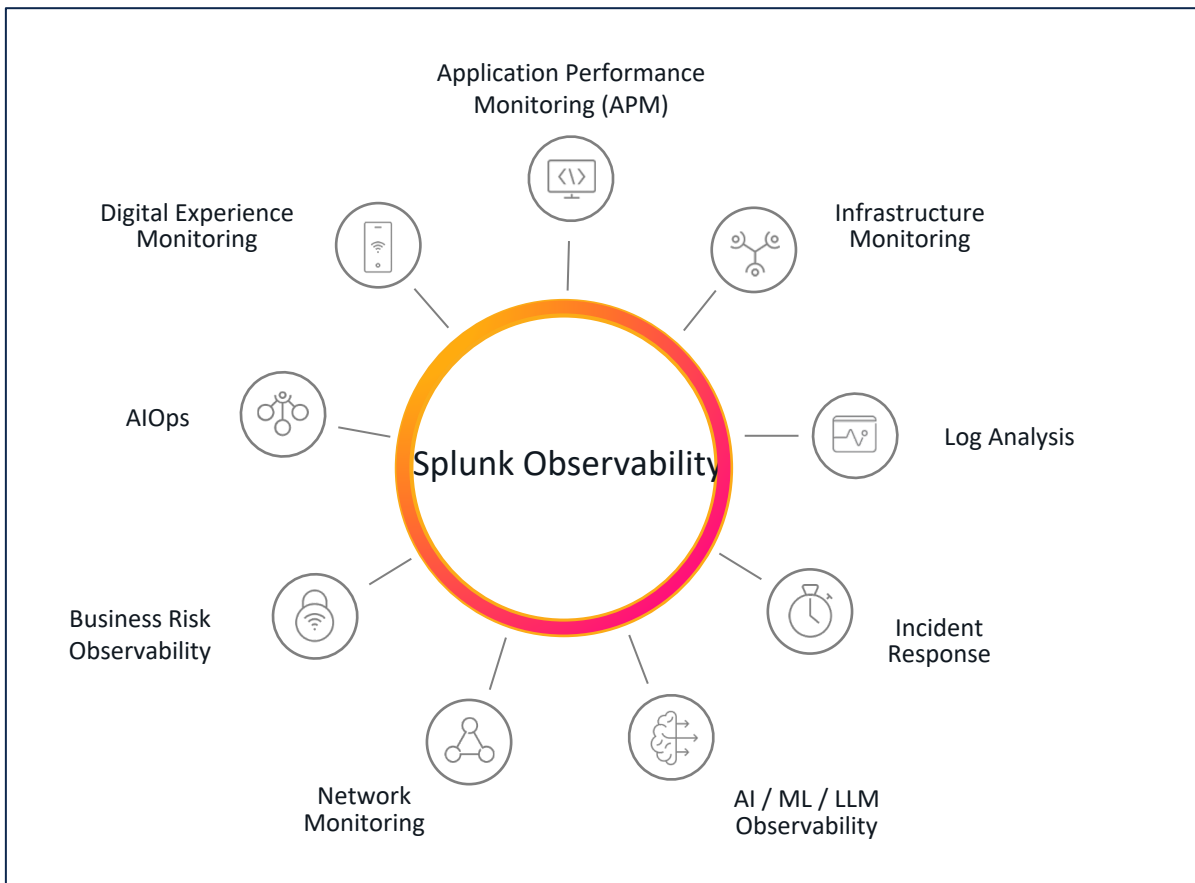 Application Performance
Monitoring (APM)
Digital Experience
Monitoring
Infrastructure
Monitoring
AIOps
Log Analysis
Splunk Observability
Business Risk
Observability
Incident
Response
Network
Monitoring
AI / ML / LLM
Observability